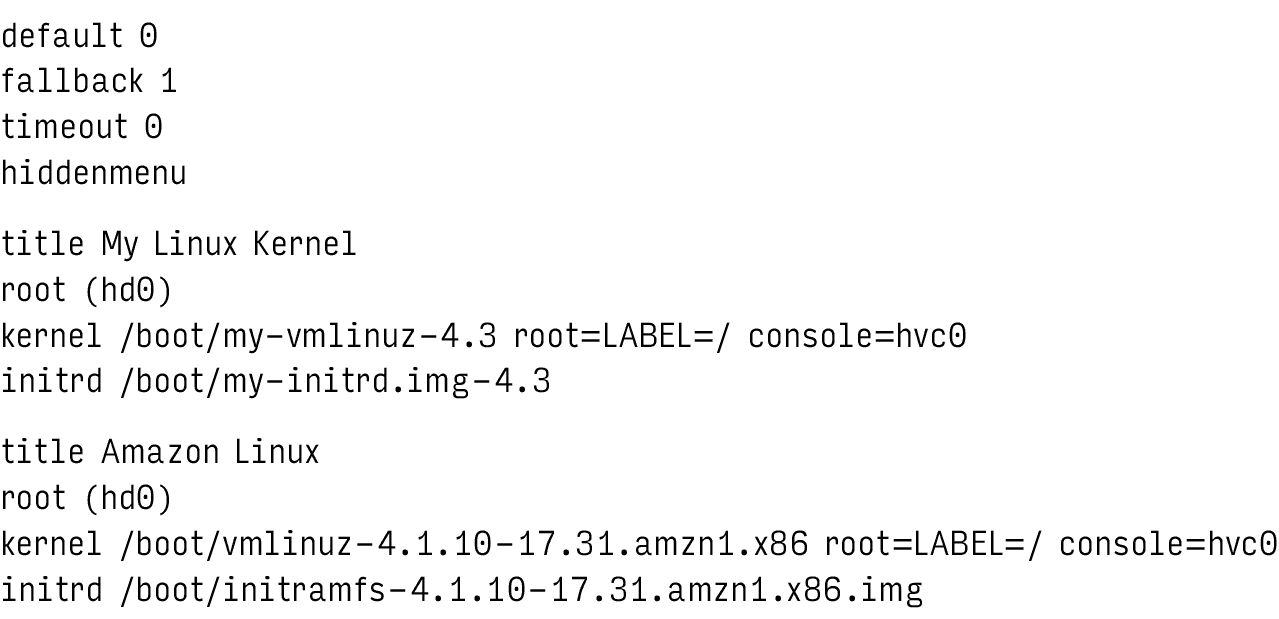 default 0
fallback 1
timeout 0
hiddenmenu
title My Linux Kernel
root (hd0)
kernel /boot/my-vmlinuz-4.3 root=LABEL=/ console=hvc0
initrd /boot/my-initrd.img-4.3
title Amazon Linux
root (hd0)
kernel /boot/vmlinuz-4.1.10-17.31.amzn1.x86 root=LABEL=/ console=hvc0
initrd /boot/initramfs-4.1.10-17.31.amzn1.x86.img